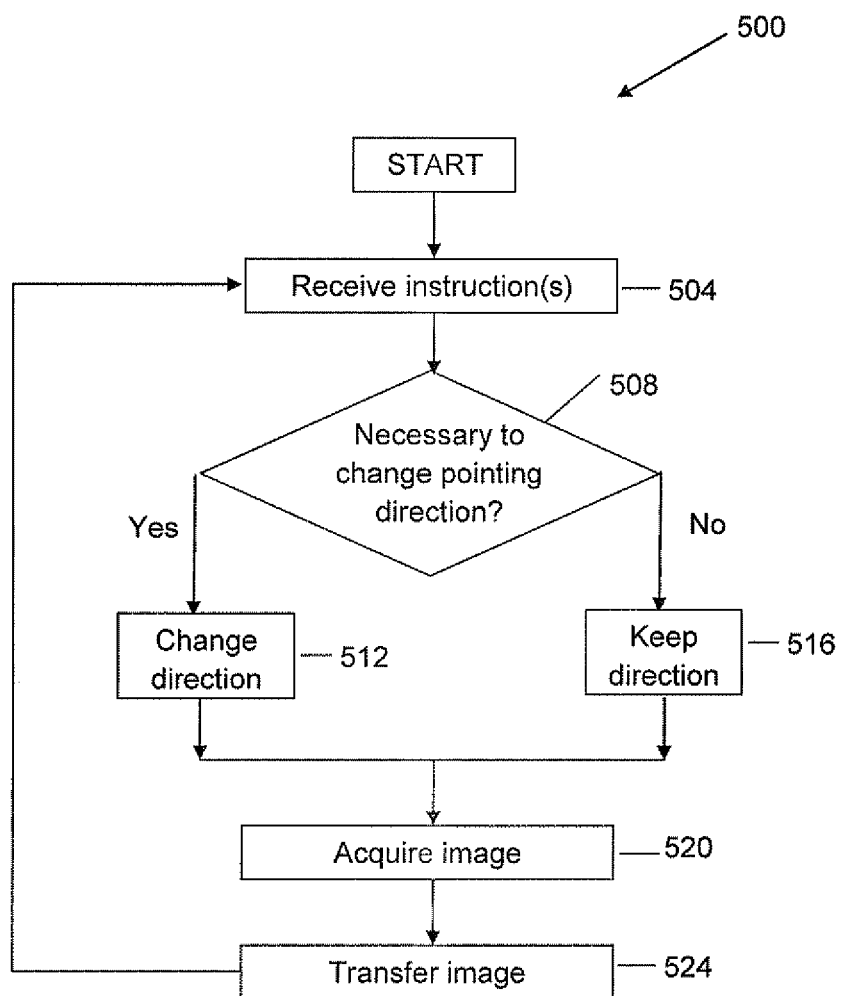 500
START
Receive instruction(s)
504
508
Necessary to
change pointing
direction?
Yes
No
Change
direction
512
Keep
direction
516
Acquire image
520
Transfer image
524